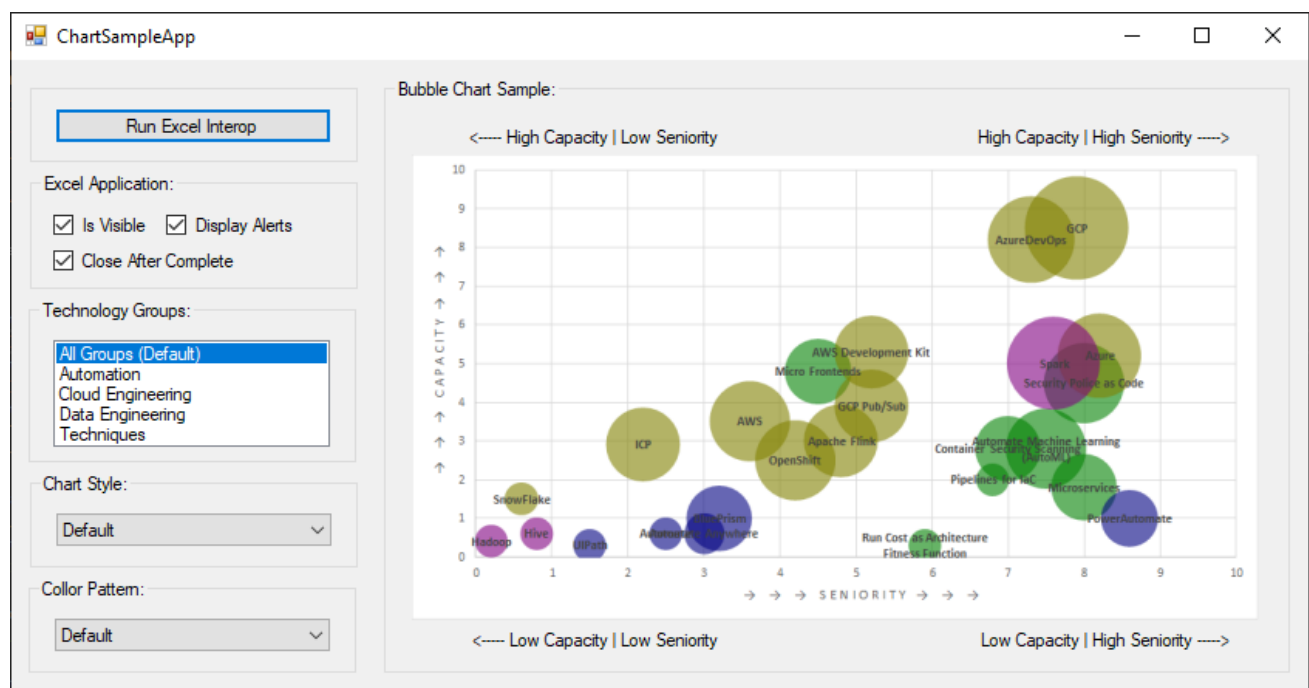 ChartSampleApp
Run Excel Interop
Excel Application:
Is Visible
Display Alerts
Close After Complete
Technology Groups:
All Groups (Default)
Automation
Cloud Engineering
Data Engineering
Techniques
Chart Style:
Default
Collor Pattern:
Default
Bubble Chart Sample:
<----- High Capacity | Low Seniority
High Capacity | High Seniority ----->
10
9
8
7
6
5
4
3
2
1
0
→ → → CAPACITY → → → →
GCP
AzureDevOps
AWS Development Kit
Micro Frontends
Spark
Azure
Security Police as Code
GCP Pub/Sub
AWS
ICP
Apache Flink
OpenShift
Automate Machine Learning
(AutoML)
Container Security Scanning
Pipelines for IaC
Microservices
SnowFlake
PowerAutomate
Hadoop
Hive
UIPath
Run Cost as Architecture
Fitness Function
0 1 2 3 4 5 6 7 8 9 10
→ → → SENIORITY → → → →
<----- Low Capacity | Low Seniority
Low Capacity | High Seniority ----->